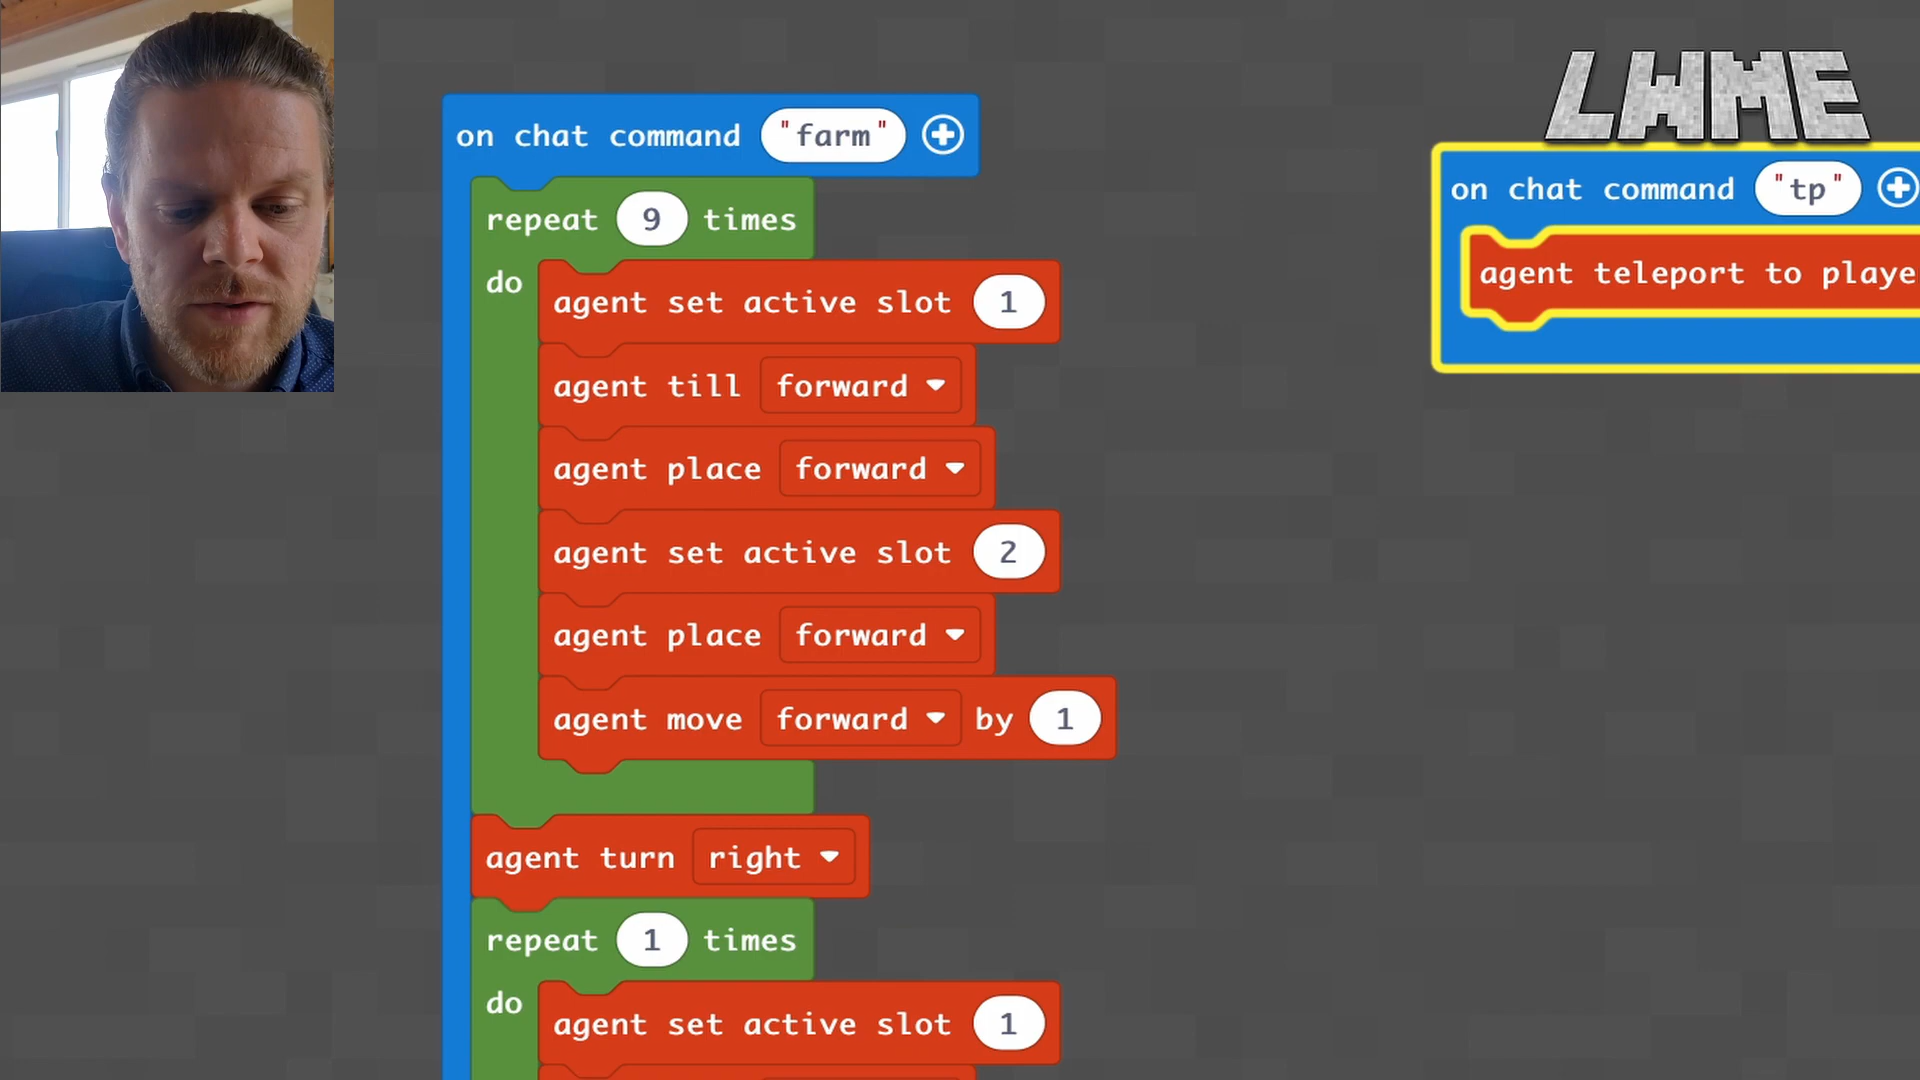 LWME
on chat command "farm"
repeat 9 times
do
agent set active slot 1
agent till forward
agent place forward
agent set active slot 2
agent place forward
agent move forward by 1
agent turn right
repeat 1 times
do
agent set active slot 1
on chat command "tp"
agent teleport to playe